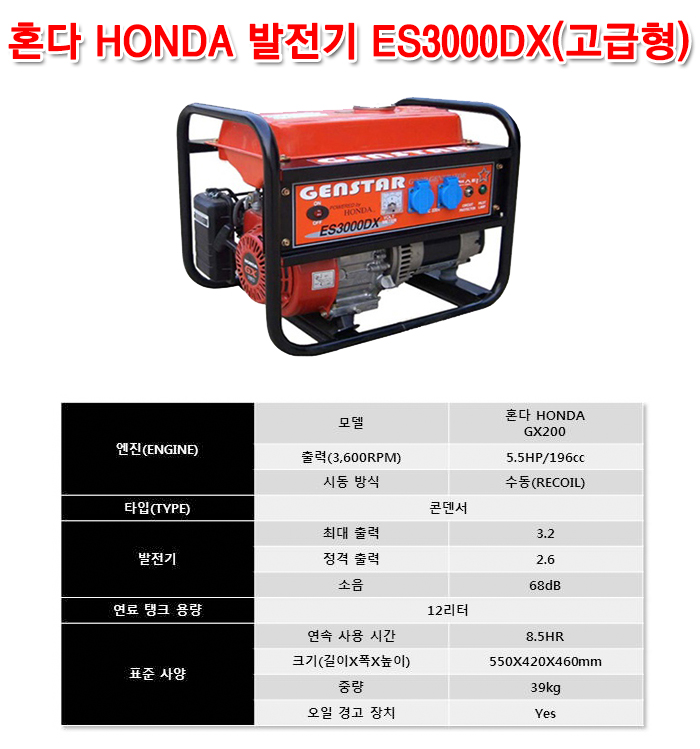 혼다 HONDA 발전기 ES3000DX(고급형)
GENSTAR
ON
OFF
POWERED by
HONDA
ES3000DX
엔진(ENGINE)
모델
혼다 HONDA
GX200
출력(3,600RPM)
5.5HP/196cc
시동 방식
수동(RECOIL)
타입(TYPE)
콘덴서
발전기
최대 출력
3.2
정격 출력
2.6
소음
68dB
연료 탱크 용량
12리터
표준 사양
연속 사용 시간
8.5HR
크기(길이X폭X높이)
550X420X460mm
중량
39kg
오일 경고 장치
Yes